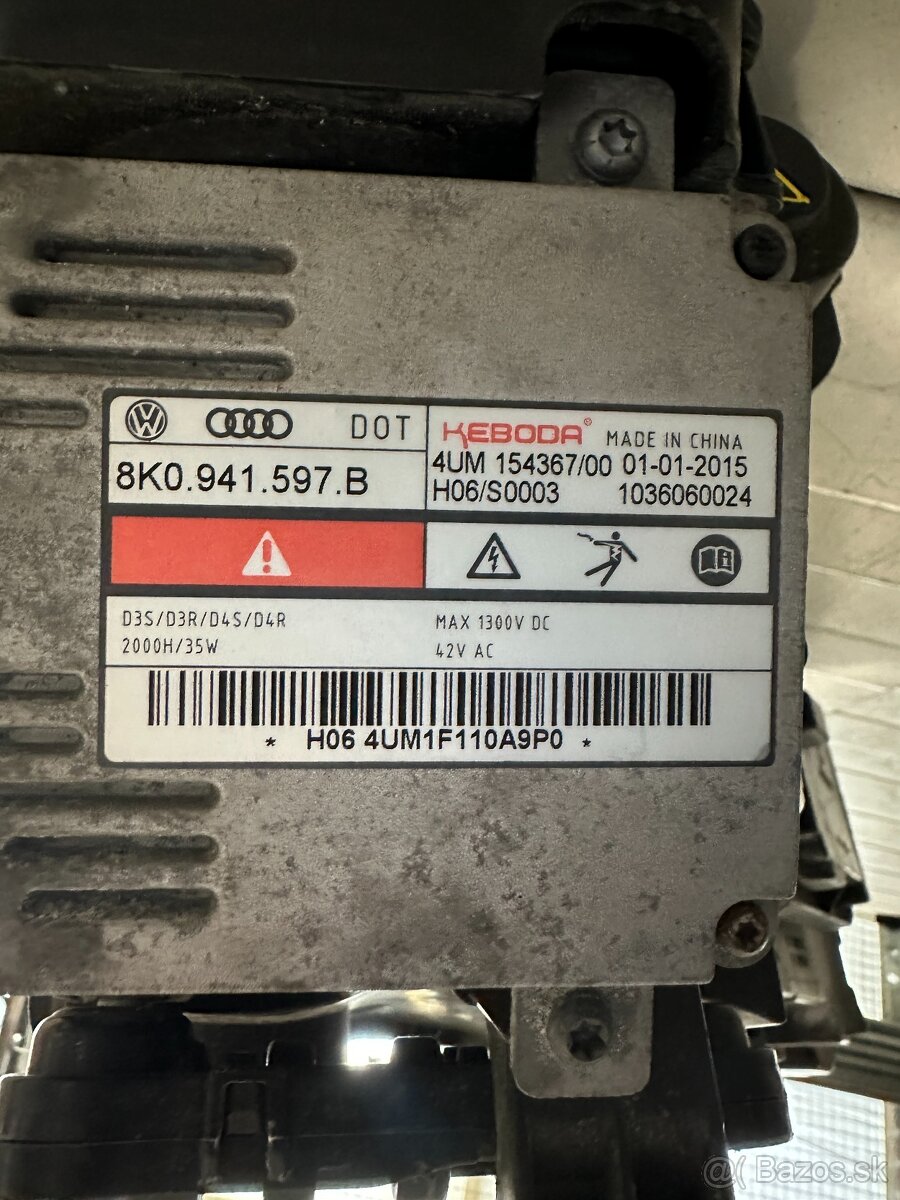 DOT
8K0.941.597.B
KEBODA© MADE IN CHINA
4UM 154367/00 01-01-2015
H06/S0003 1036060024
D3S/D3R/D4S/D4R
2000H/35W
MAX 1300V DC
42V AC
* H06 4UM1F110A9P0 *
@( Bazos.sk